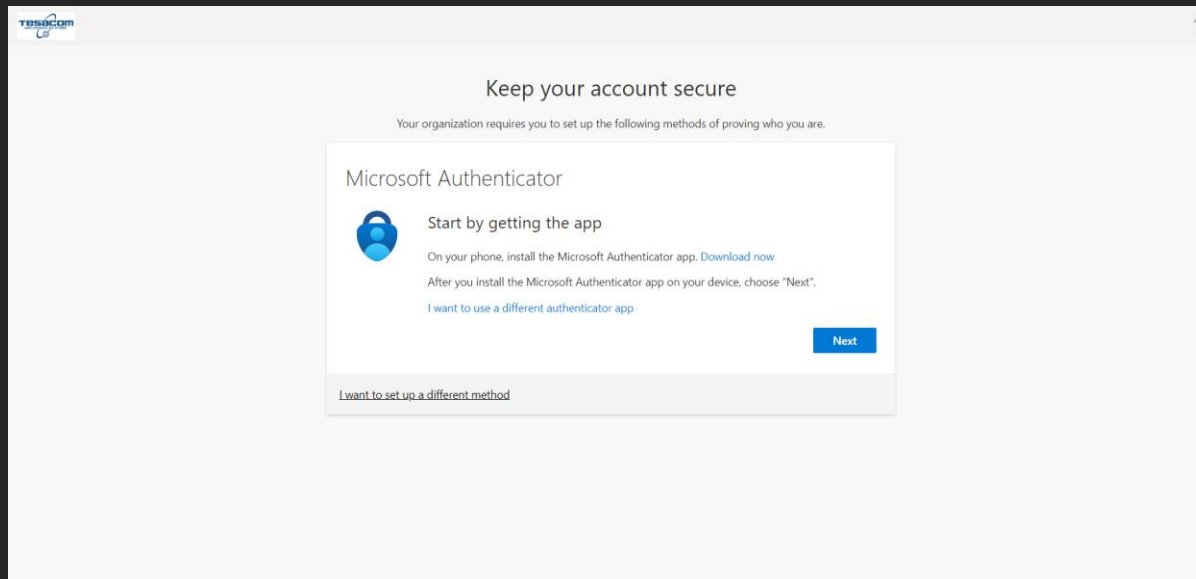 TESACOM
Keep your account secure
Your organization requires you to set up the following methods of proving who you are.
Microsoft Authenticator
Start by getting the app
On your phone, install the Microsoft Authenticator app. Download now
After you install the Microsoft Authenticator app on your device, choose "Next".
I want to use a different authenticator app
Next
I want to set up a different method